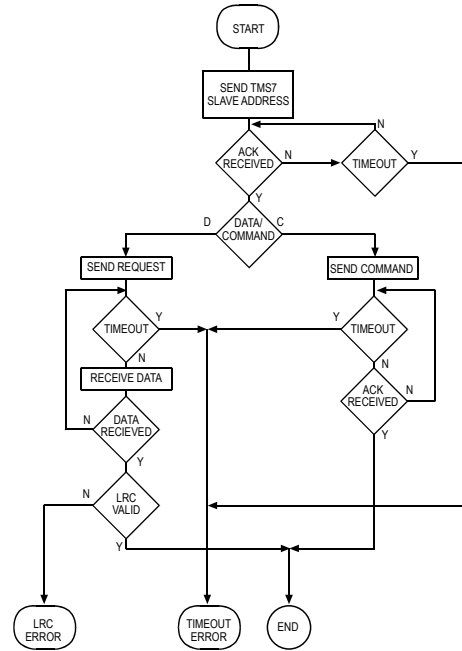 START
SEND TMS7
SLAVE ADDRESS
N
ACK
RECEIVED
N
TIMEOUT
Y
Y
D
DATA/
COMMAND
C
SEND REQUEST
SEND COMMAND
TIMEOUT
Y
Y
TIMEOUT
N
N
RECEIVE DATA
ACK
RECEIVED
N
N
DATA
RECIEVED
Y
Y
N
LRC
VALID
Y
LRC
ERROR
TIMEOUT
ERROR
END